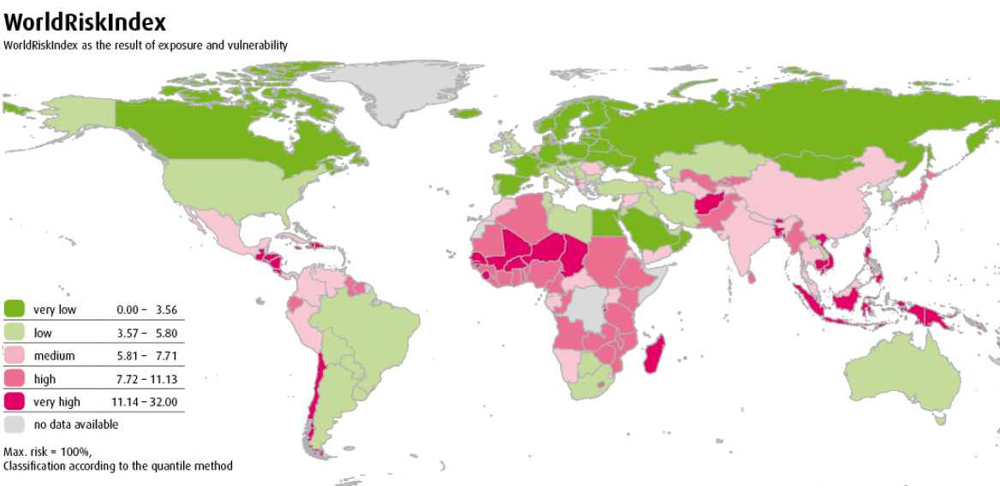 WorldRiskIndex
WorldRiskIndex as the result of exposure and vulnerability
very low 0.00 – 3.56
low 3.57 – 5.80
medium 5.81 – 7.71
high 7.72 – 11.13
very high 11.14 – 32.00
no data available
Max. risk = 100%,
Classification according to the quantile method